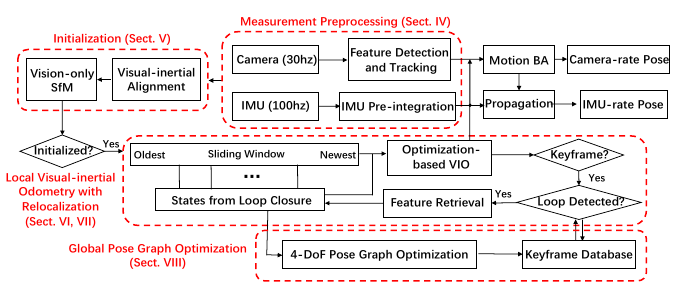 Measurement Preprocessing (Sect. IV)
Initialization (Sect. V)
Vision-only
SfM
Visual-inertial
Alignment
Camera (30hz)
Feature Detection
and Tracking
Motion BA
Camera-rate Pose
IMU (100hz)
IMU Pre-integration
Propagation
IMU-rate Pose
Initialized?
Yes
Oldest
Sliding Window
Newest
...
States from Loop Closure
Optimization-
based VIO
Keyframe?
Yes
Loop Detected?
Yes
Feature Retrieval
Local Visual-inertial
Odometry with
Relocalization
(Sect. VI, VII)
Global Pose Graph Optimization
(Sect. VIII)
4-DoF Pose Graph Optimization
Keyframe Database